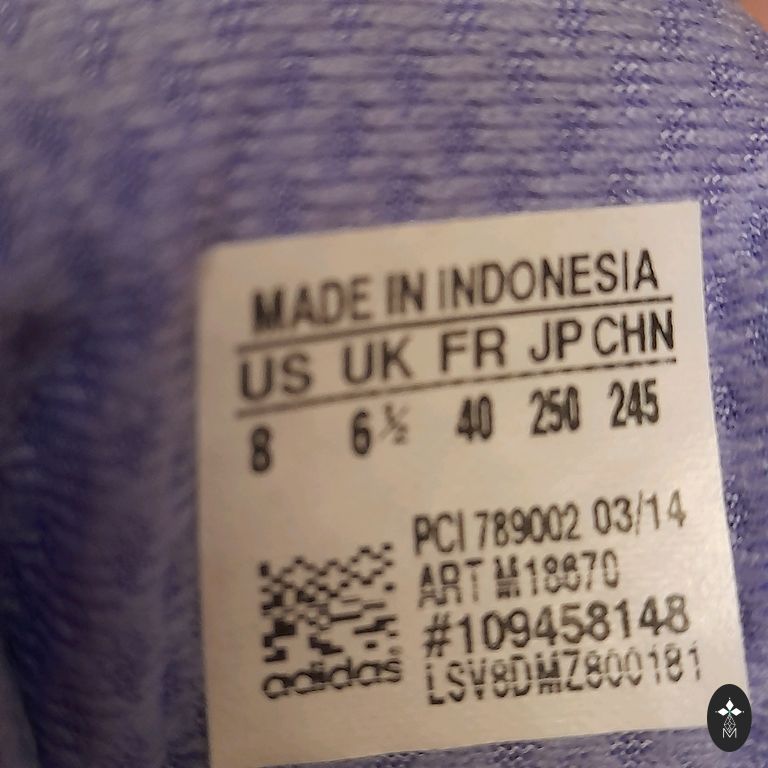 MADE IN INDONESIA
US UK FR JP CHN
8 6½ 40 250 245
PCI 789002 03/14
ART M18870
#109458148
adidas LSV8DMZ800181